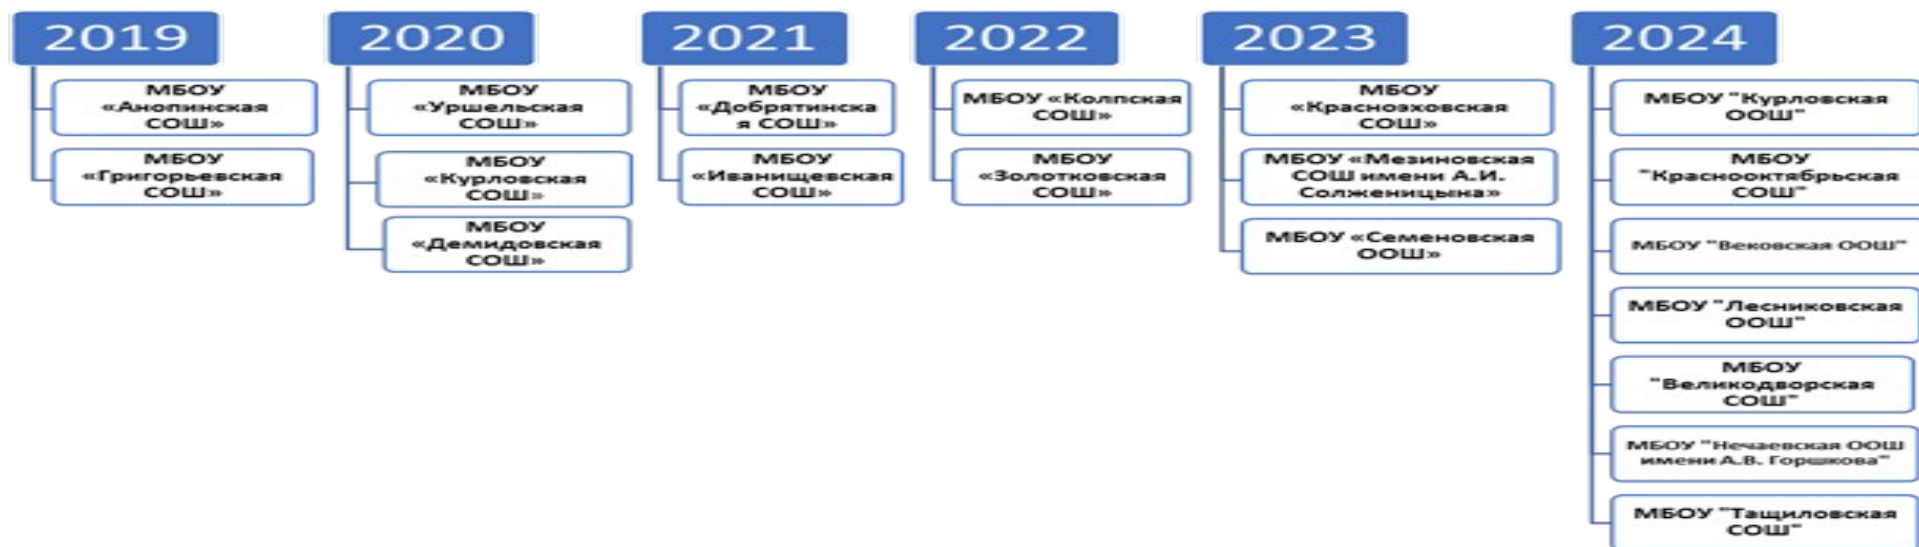 2019
МБОУ
«Анопинская
СОШ»
МБОУ
«Григорьевская
СОШ»
2020
МБОУ
«Уршельская
СОШ»
МБОУ
«Курловская
СОШ»
МБОУ
«Демидовская
СОШ»
2021
МБОУ
«Добрятинска
я СОШ»
МБОУ
«Иванищевская
СОШ»
2022
МБОУ «Колпская
СОШ»
МБОУ
«Золотковская
СОШ»
2023
МБОУ
«Красноэховская
СОШ»
МБОУ «Мезиновская
СОШ имени А.И.
Солженицына»
МБОУ «Семеновская
ООШ»
2024
МБОУ "Курловская
ООШ"
МБОУ
"Краснооктябрьская
СОШ"
МБОУ "Вековская ООШ"
МБОУ "Лесниковская
ООШ"
МБОУ
"Великодворская
СОШ"
МБОУ "Нечаевская ООШ
имени А.В. Горшкова"
МБОУ "Тащиловская
СОШ"